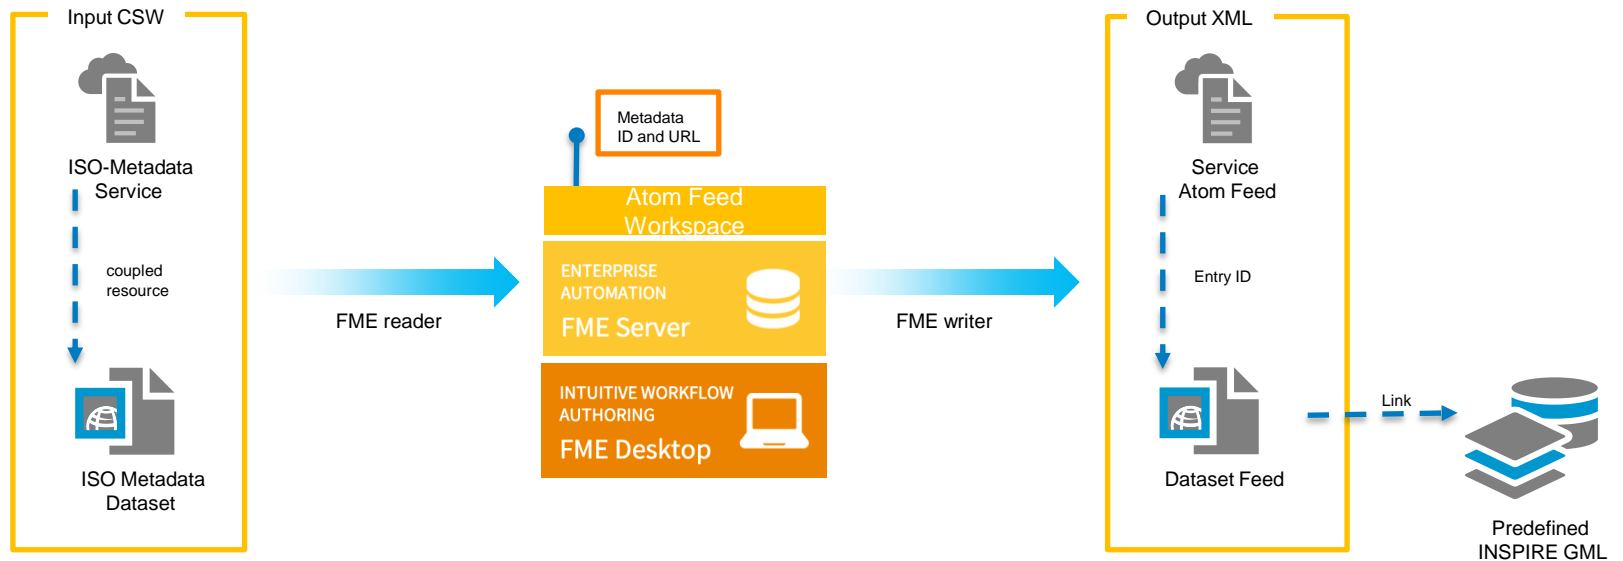 Input CSW
ISO-Metadata
Service
coupled
resource
ISO Metadata
Dataset
FME reader
Metadata
ID and URL
Atom Feed
Workspace
ENTERPRISE
AUTOMATION
FME Server
INTUITIVE WORKFLOW
AUTHORING
FME Desktop
FME writer
Output XML
Service
Atom Feed
Entry ID
Dataset Feed
Link
Predefined
INSPIRE GML